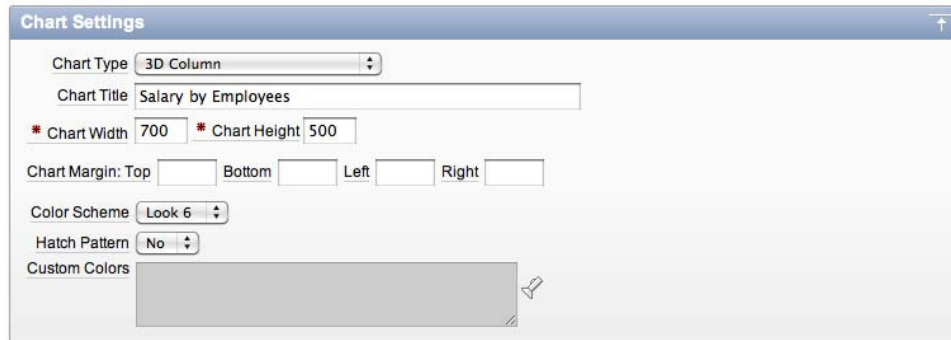 Chart Settings
Chart Type 3D Column
Chart Title Salary by Employees
* Chart Width 700 * Chart Height 500
Chart Margin: Top Bottom Left Right
Color Scheme Look 6
Hatch Pattern No
Custom Colors